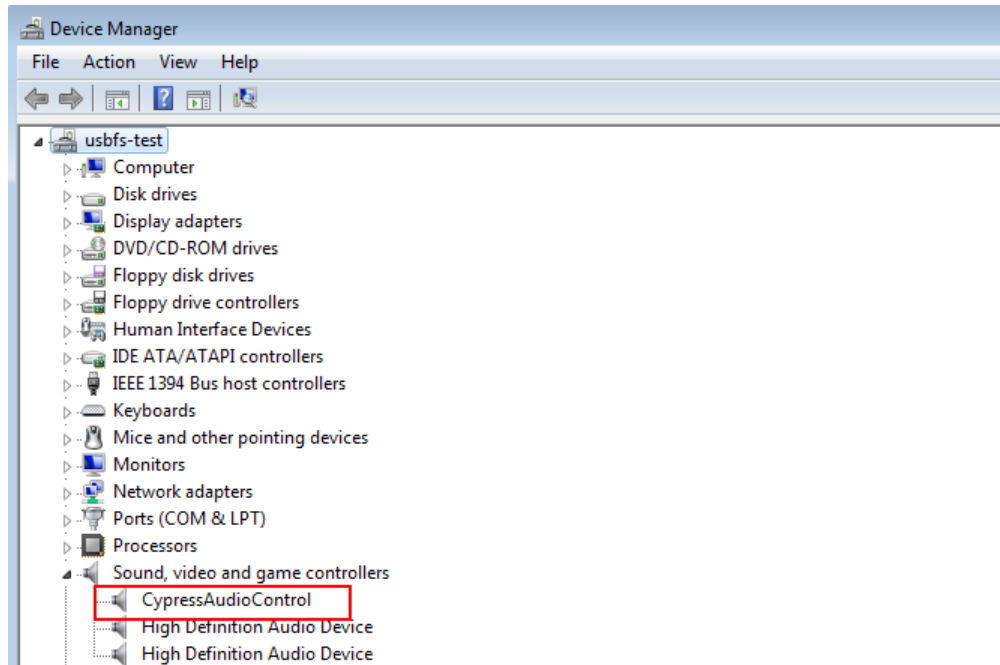 Device Manager
File Action View Help
usbfs-test
Computer
Disk drives
Display adapters
DVD/CD-ROM drives
Floppy disk drives
Floppy drive controllers
Human Interface Devices
IDE ATA/ATAPI controllers
IEEE 1394 Bus host controllers
Keyboards
Mice and other pointing devices
Monitors
Network adapters
Ports (COM & LPT)
Processors
Sound, video and game controllers
CypressAudioControl
High Definition Audio Device
High Definition Audio Device